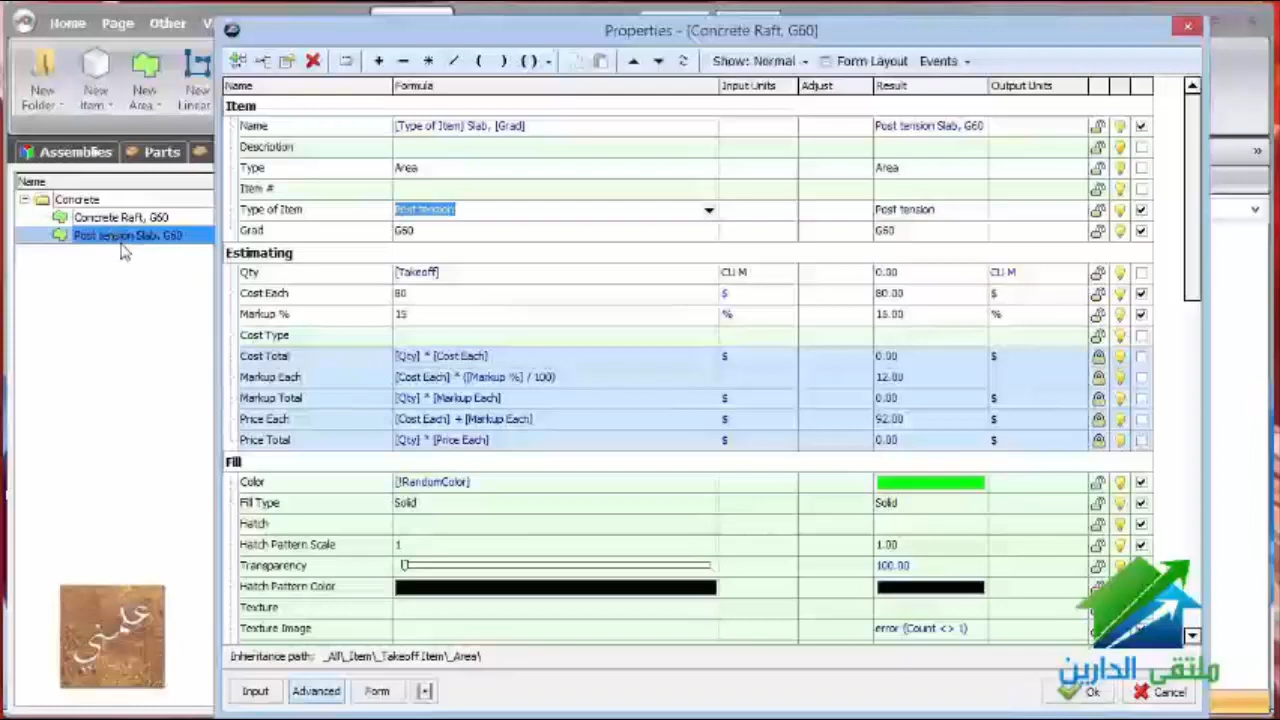 Home Page Other
Properties - [Concrete Raft, G60]
New Folder
New Item
New Area
New Linear
Show: Normal
Form Layout
Events
Name Formula Input Units Adjust Result Output Units
Item
Name [Type of Item] Slab, [Grad] Post tension Slab, G60
Description
Type Area Area
Item #
Type of Item Post tension Post tension
Grad G60 G60
Estimating
Qty [Takeoff] CU M 0.00 CU M
Cost Each 80 $ 80.00 $
Markup % 15 % 15.00 %
Cost Type
Cost Total [Qty] * [Cost Each] $ 0.00 $
Markup Each [Cost Each] * ([Markup %] / 100) 12.00
Markup Total [Qty] * [Markup Each] $ 0.00 $
Price Each [Cost Each] + [Markup Each] $ 92.00 $
Price Total [Qty] * [Price Each] $ 0.00 $
Fill
Color [!RandomColor]
Fill Type Solid Solid
Hatch
Hatch Pattern Scale 1 1.00
Transparency 100.00
Hatch Pattern Color
Texture
Texture Image error (Count <> 1)
Inheritance path: _All\_Item\_Takeoff Item\_Area\
Input Advanced Form [+] Ok Cancel
Assemblies Parts
Name
Concrete
Concrete Raft, G60
Post tension Slab, G60
علمني
ملتقى الدارين